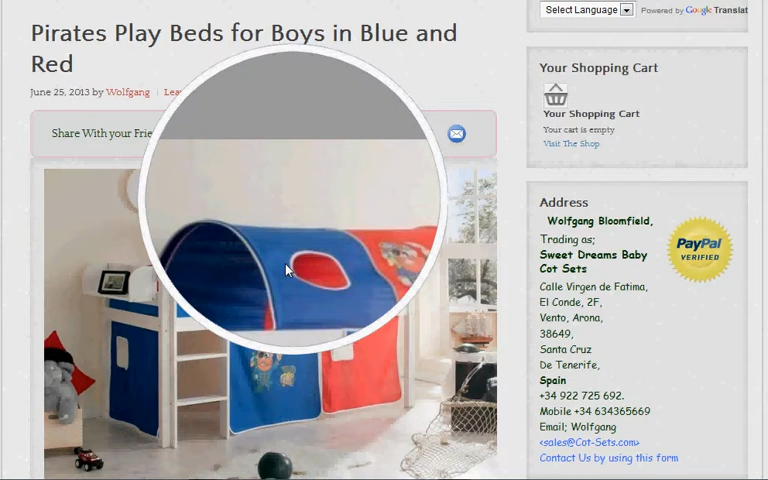 Select Language
Powered by Google Translat
Pirates Play Beds for Boys in Blue and
Red
June 25, 2013 by Wolfgang
Share With your Frie
Your Shopping Cart
Your Shopping Cart
Your cart is empty
Visit The Shop
Address
Wolfgang Bloomfield,
Trading as;
Sweet Dreams Baby
Cot Sets
PayPal
VERIFIED
Calle Virgen de Fatima,
El Conde, 2F,
Vento, Arona,
38649,
Santa Cruz
De Tenerife,
Spain
+34 922 725 692.
Mobile +34 634365669
Email; Wolfgang
<sales@Cot-Sets.com>
Contact Us by using this form